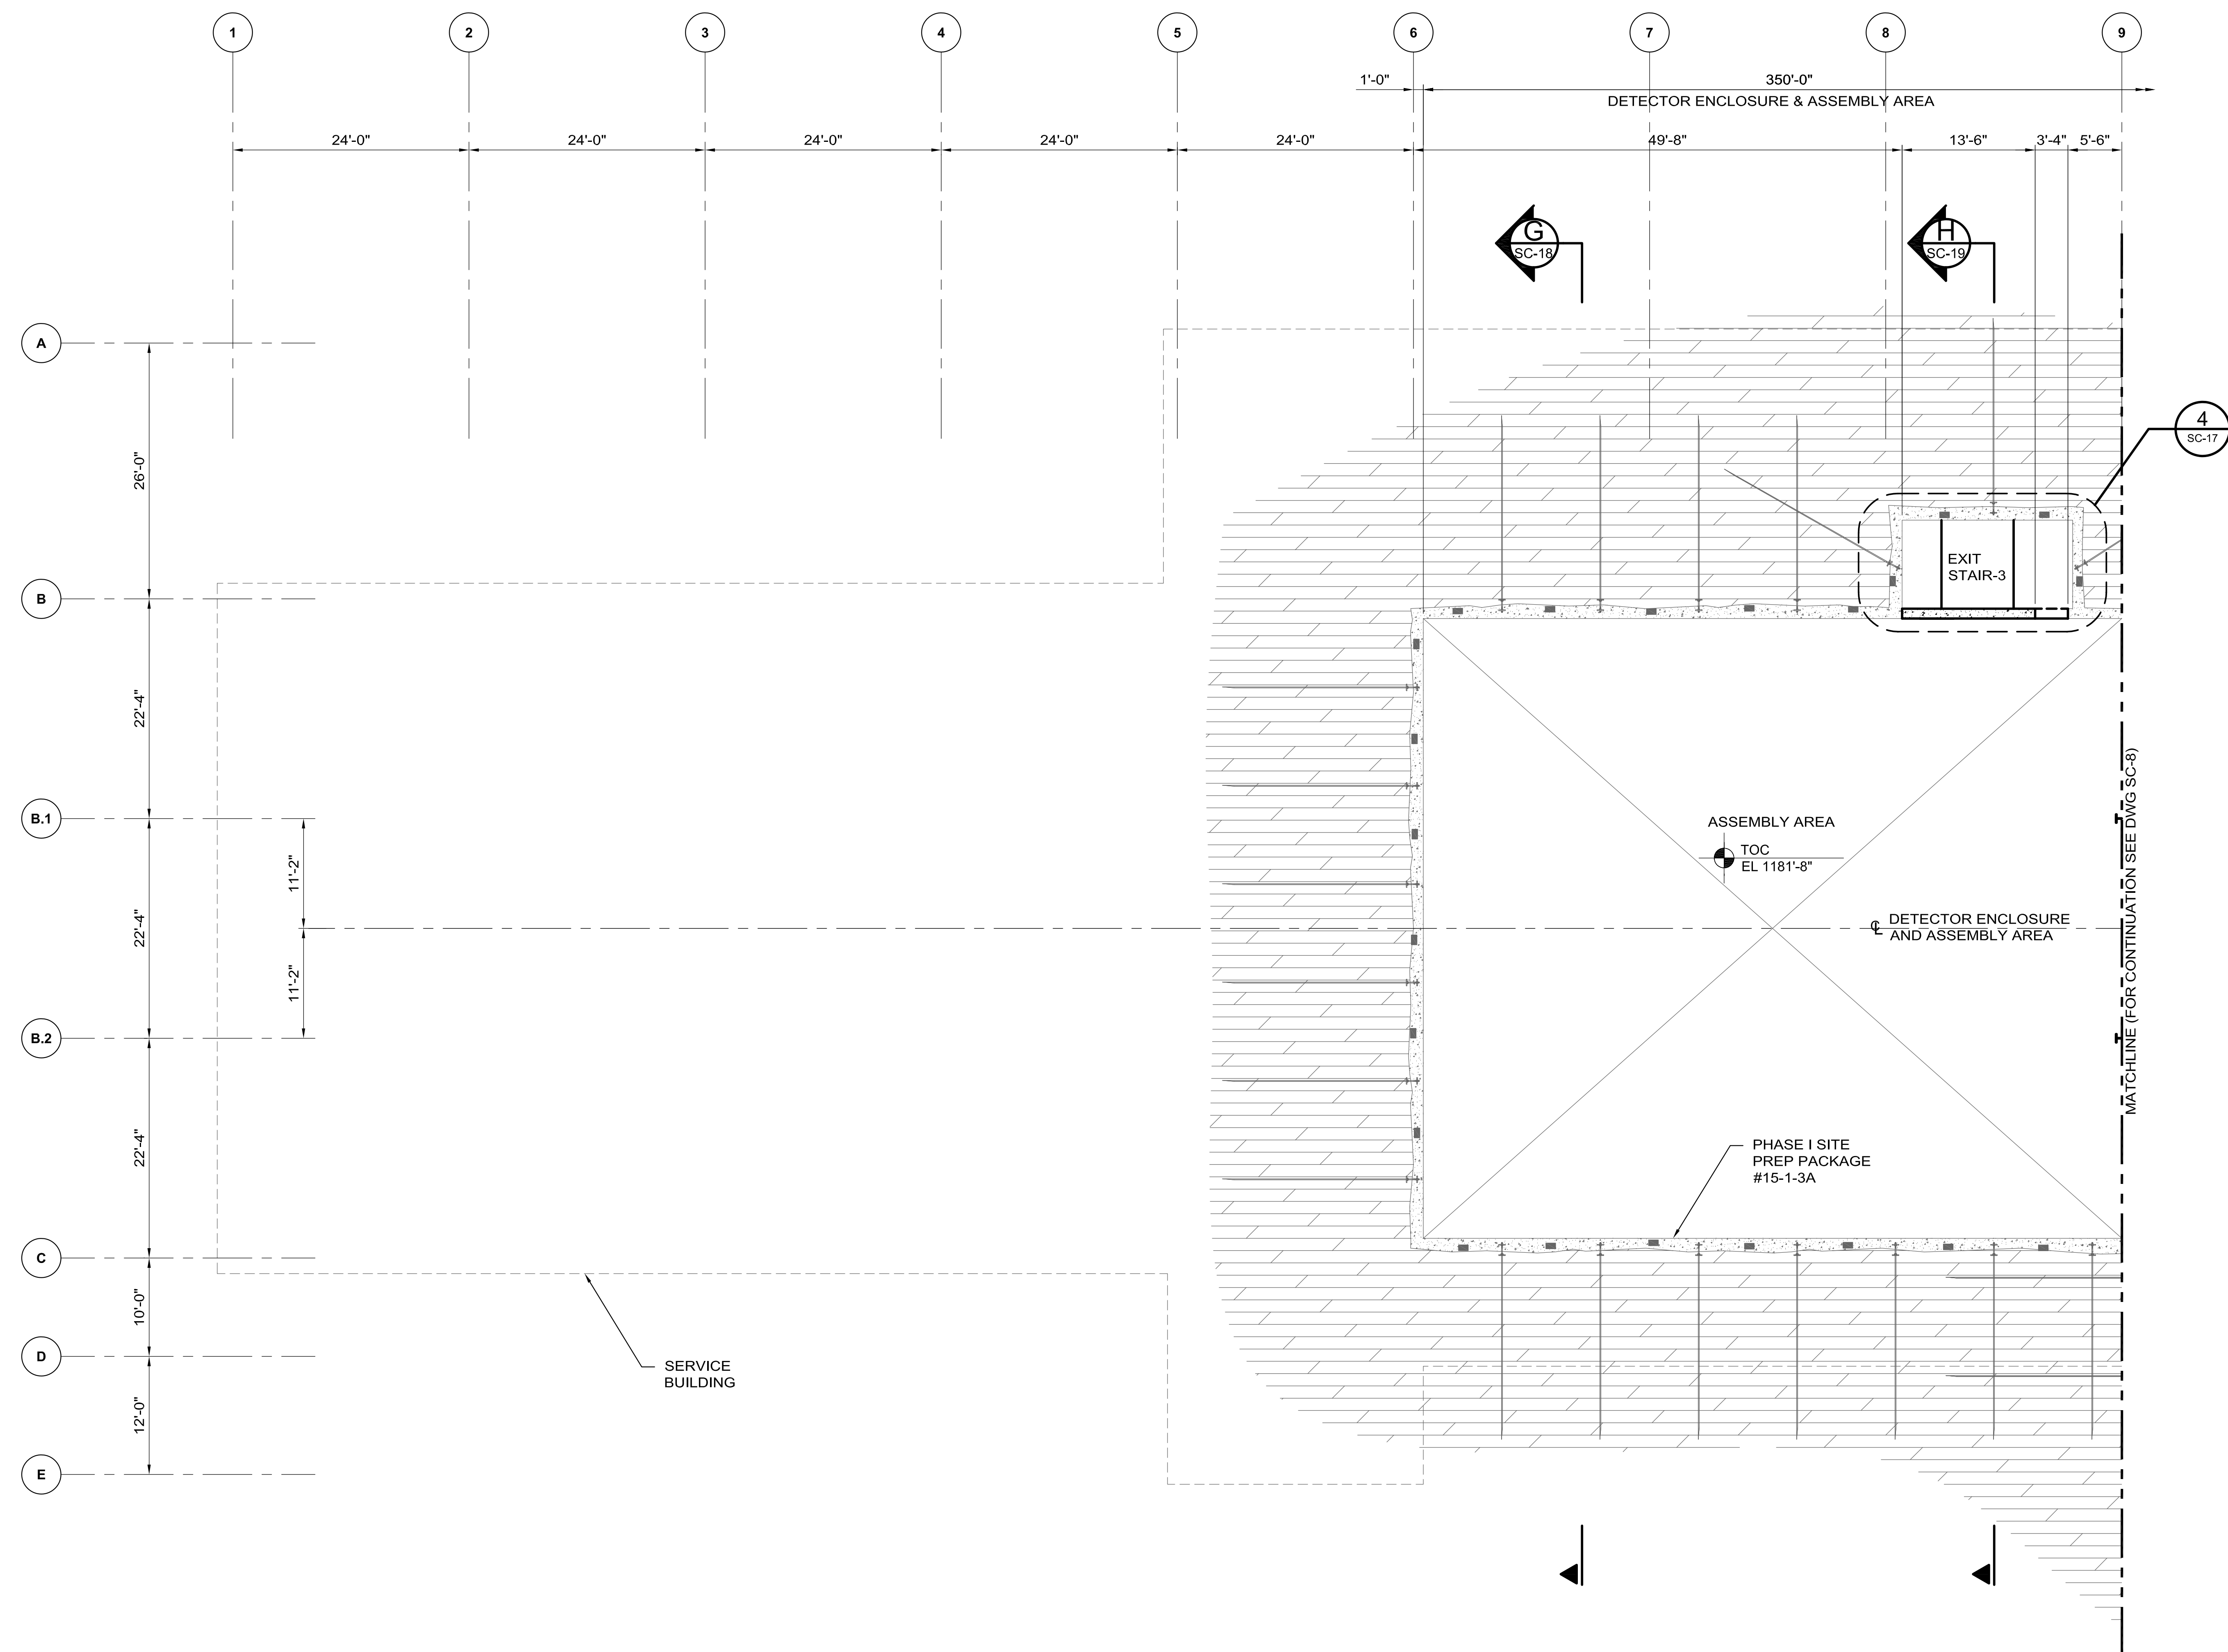 1
2
3
4
5
6
7
8
9
1'-0"
350'-0"
DETECTOR ENCLOSURE & ASSEMBLY AREA
24'-0"
24'-0"
24'-0"
24'-0"
24'-0"
49'-8"
13'-6"
3'-4"
5'-6"
G
SC-18
H
SC-19
A
4
SC-17
26'-0"
EXIT
STAIR-3
B
22'-4"
B.1
11'-2"
22'-4"
11'-2"
ASSEMBLY AREA
TOC
EL 1181'-8"
℄ DETECTOR ENCLOSURE
AND ASSEMBLY AREA
MATCHLINE (FOR CONTINUATION SEE DWG SC-8)
B.2
22'-4"
PHASE I SITE
PREP PACKAGE
#15-1-3A
C
10'-0"
D
SERVICE
BUILDING
12'-0"
E